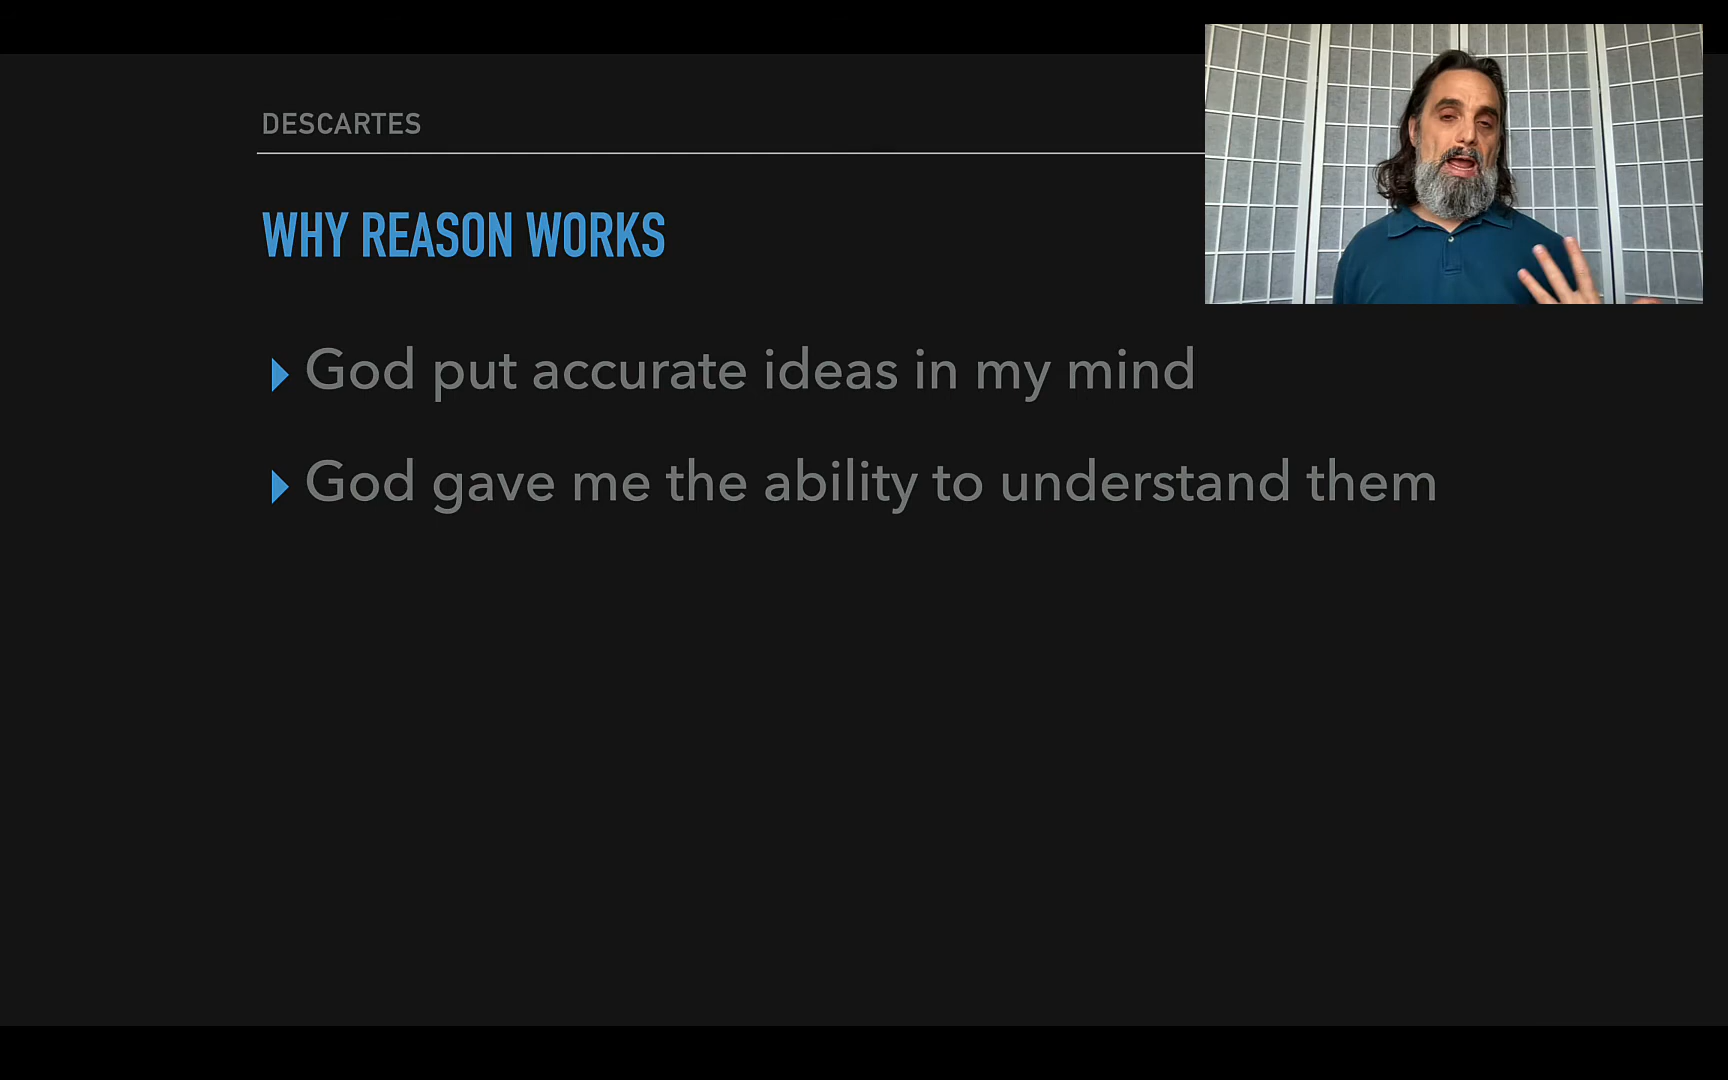 DESCARTES
WHY REASON WORKS
God put accurate ideas in my mind
God gave me the ability to understand them